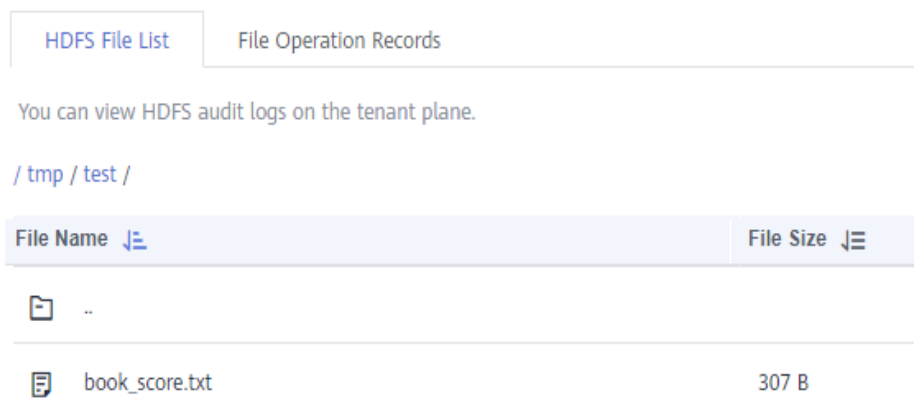 HDFS File List File Operation Records
You can view HDFS audit logs on the tenant plane.
/ tmp / test /
File Name File Size
..
book_score.txt 307 B